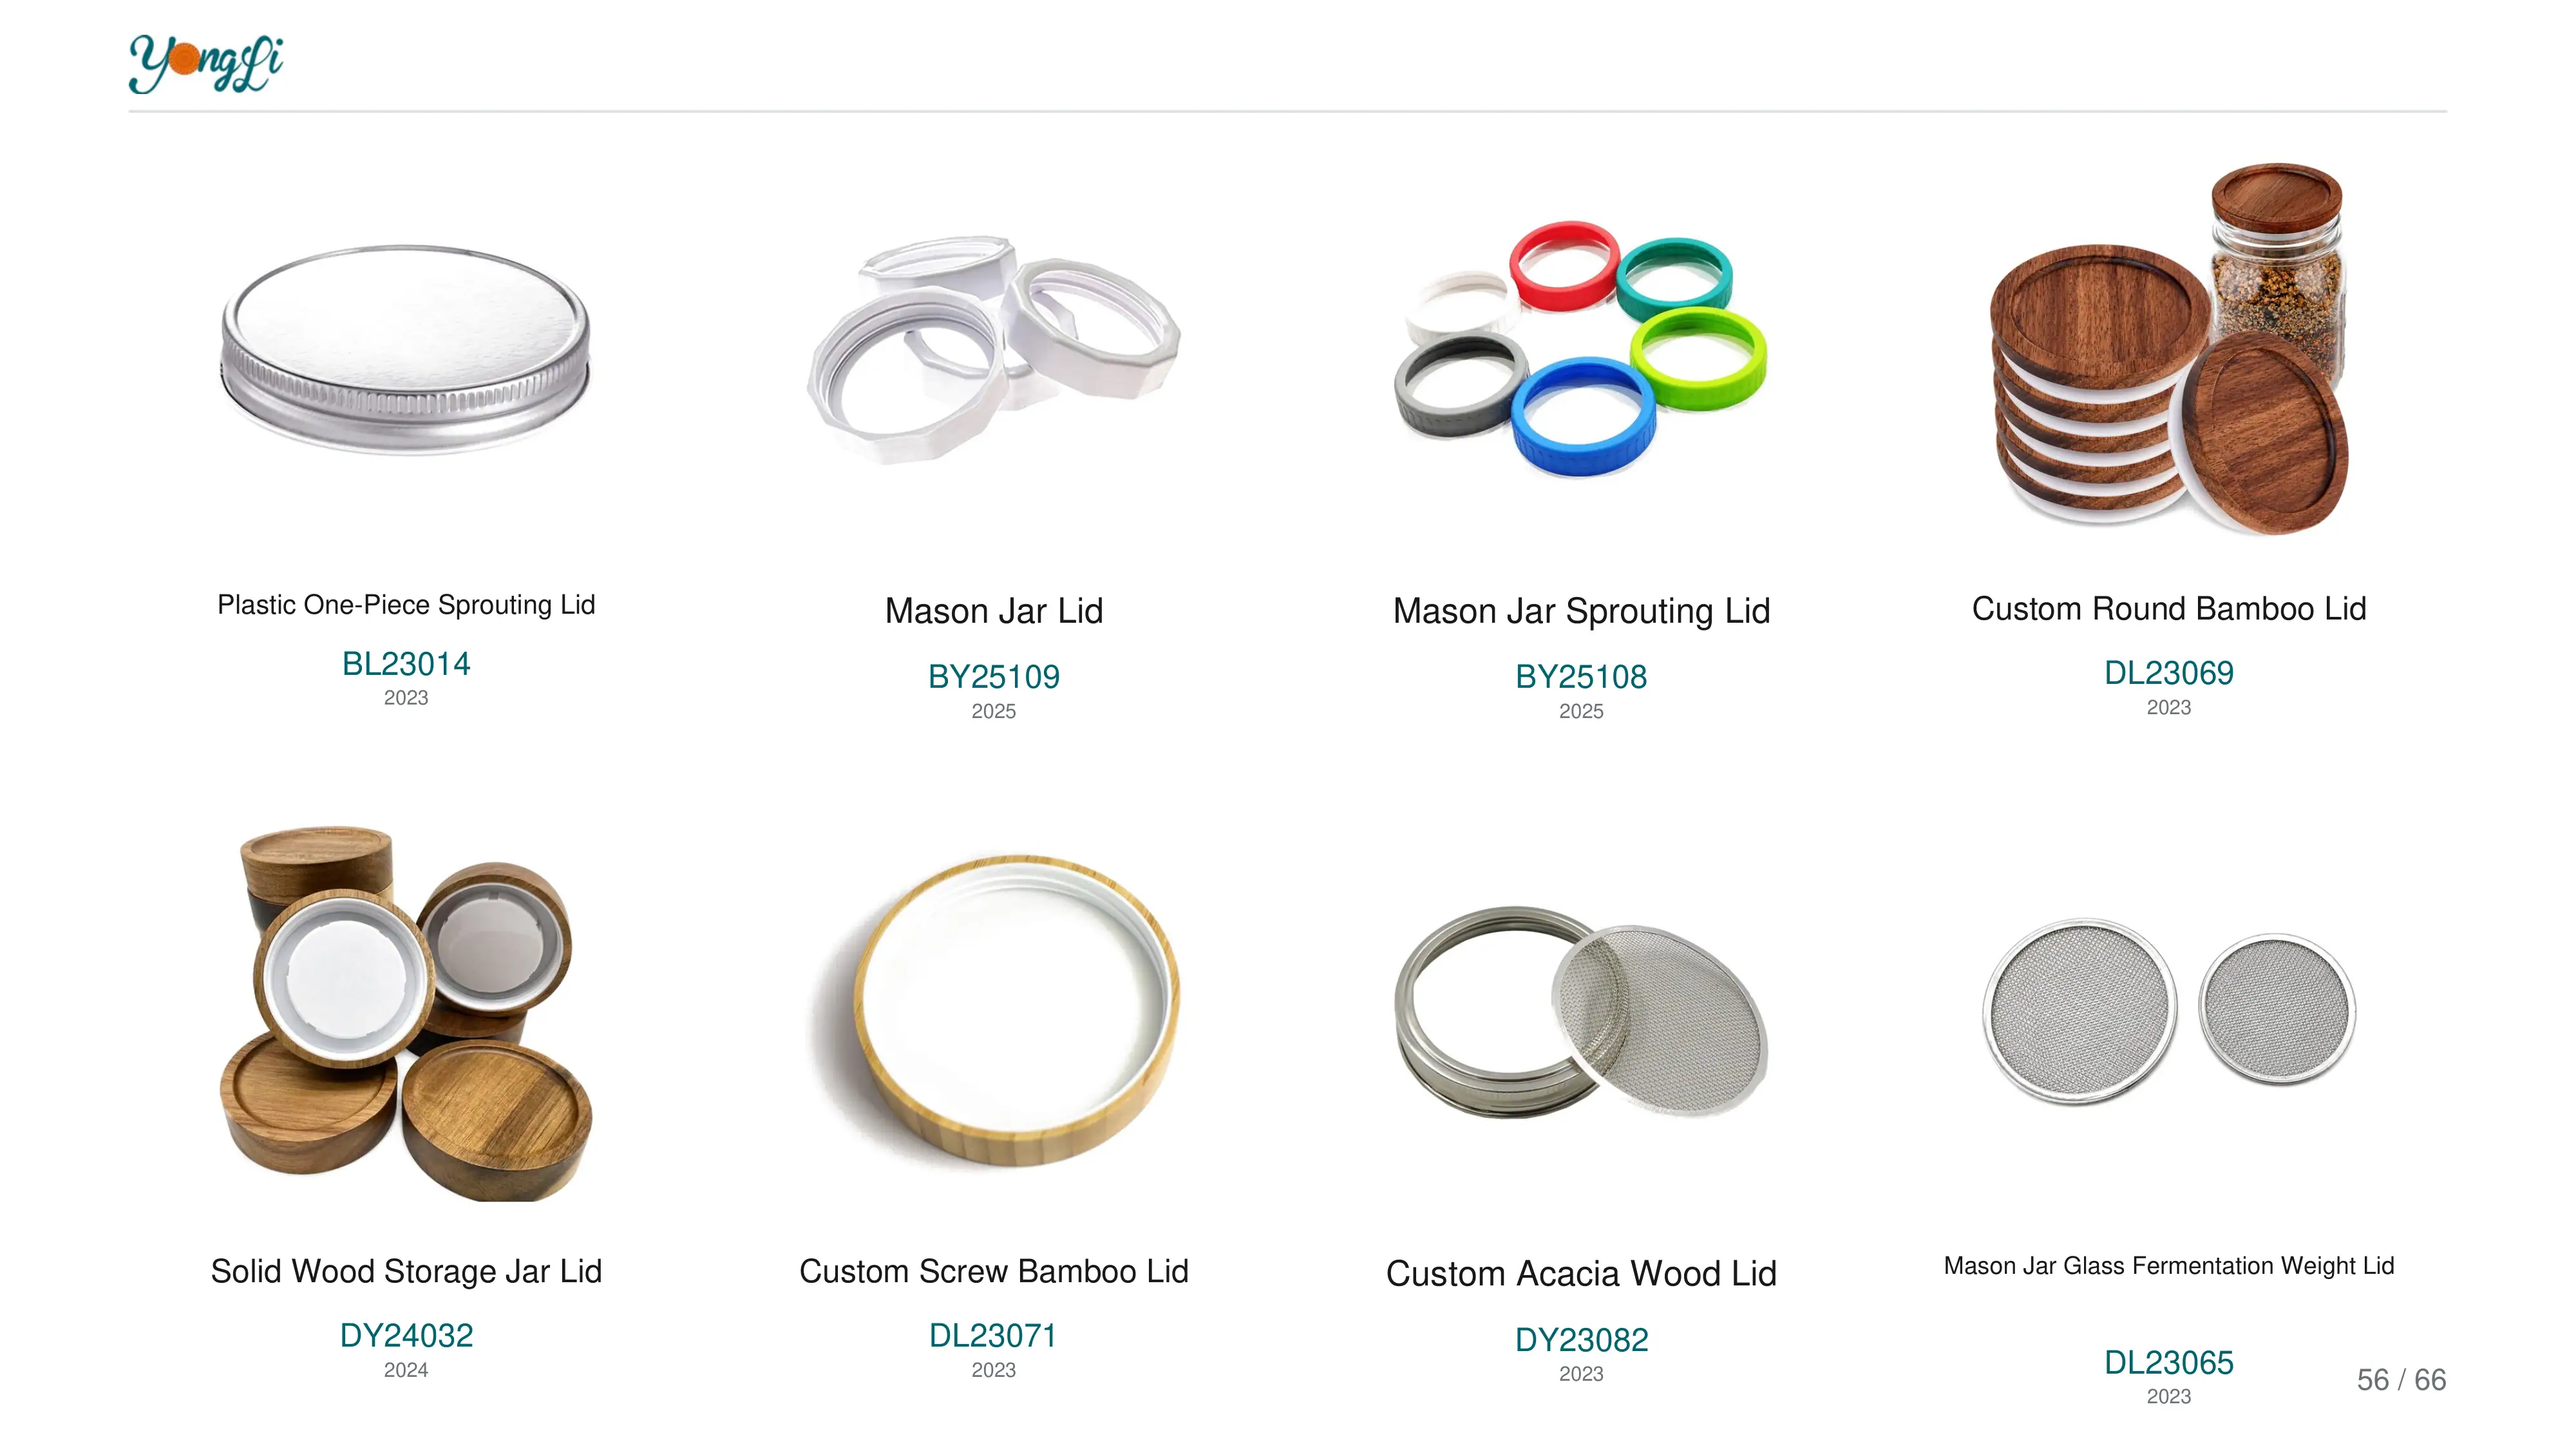 YongLi
Plastic One-Piece Sprouting Lid
BL23014
2023
Mason Jar Lid
BY25109
2025
Mason Jar Sprouting Lid
BY25108
2025
Custom Round Bamboo Lid
DL23069
2023
Solid Wood Storage Jar Lid
DY24032
2024
Custom Screw Bamboo Lid
DL23071
2023
Custom Acacia Wood Lid
DY23082
2023
Mason Jar Glass Fermentation Weight Lid
DL23065
2023
56 / 66